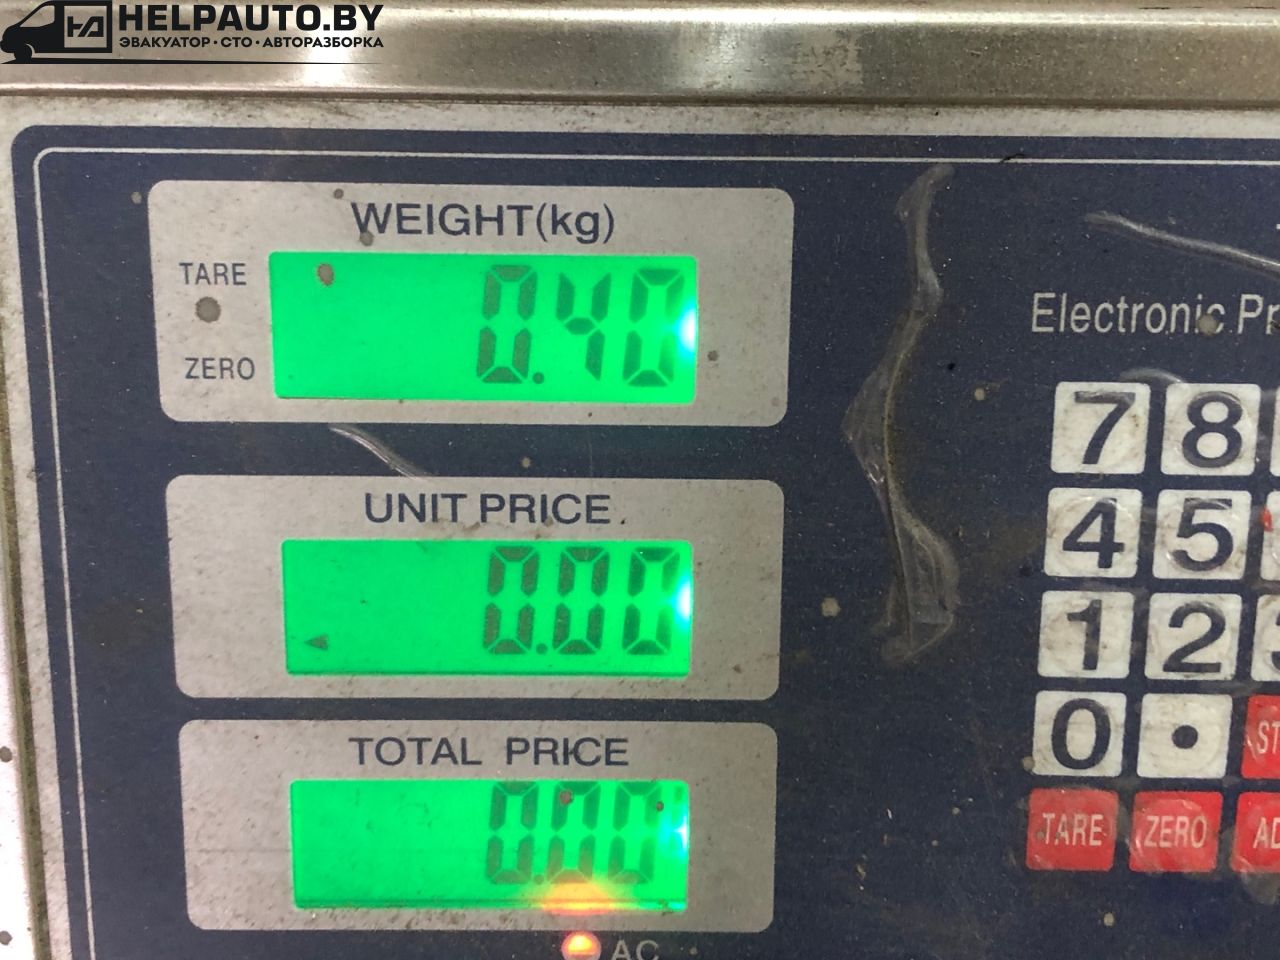 HELPAUTO.BY
ЭВАКУАТОР · СТО · АВТОРАЗБОРКА
WEIGHT(kg)
TARE
0.40
ZERO
Electronic
7 8
UNIT PRICE
4 5
0.00
1 2
0 .
TOTAL PRICE
0.00
TARE ZERO
AC